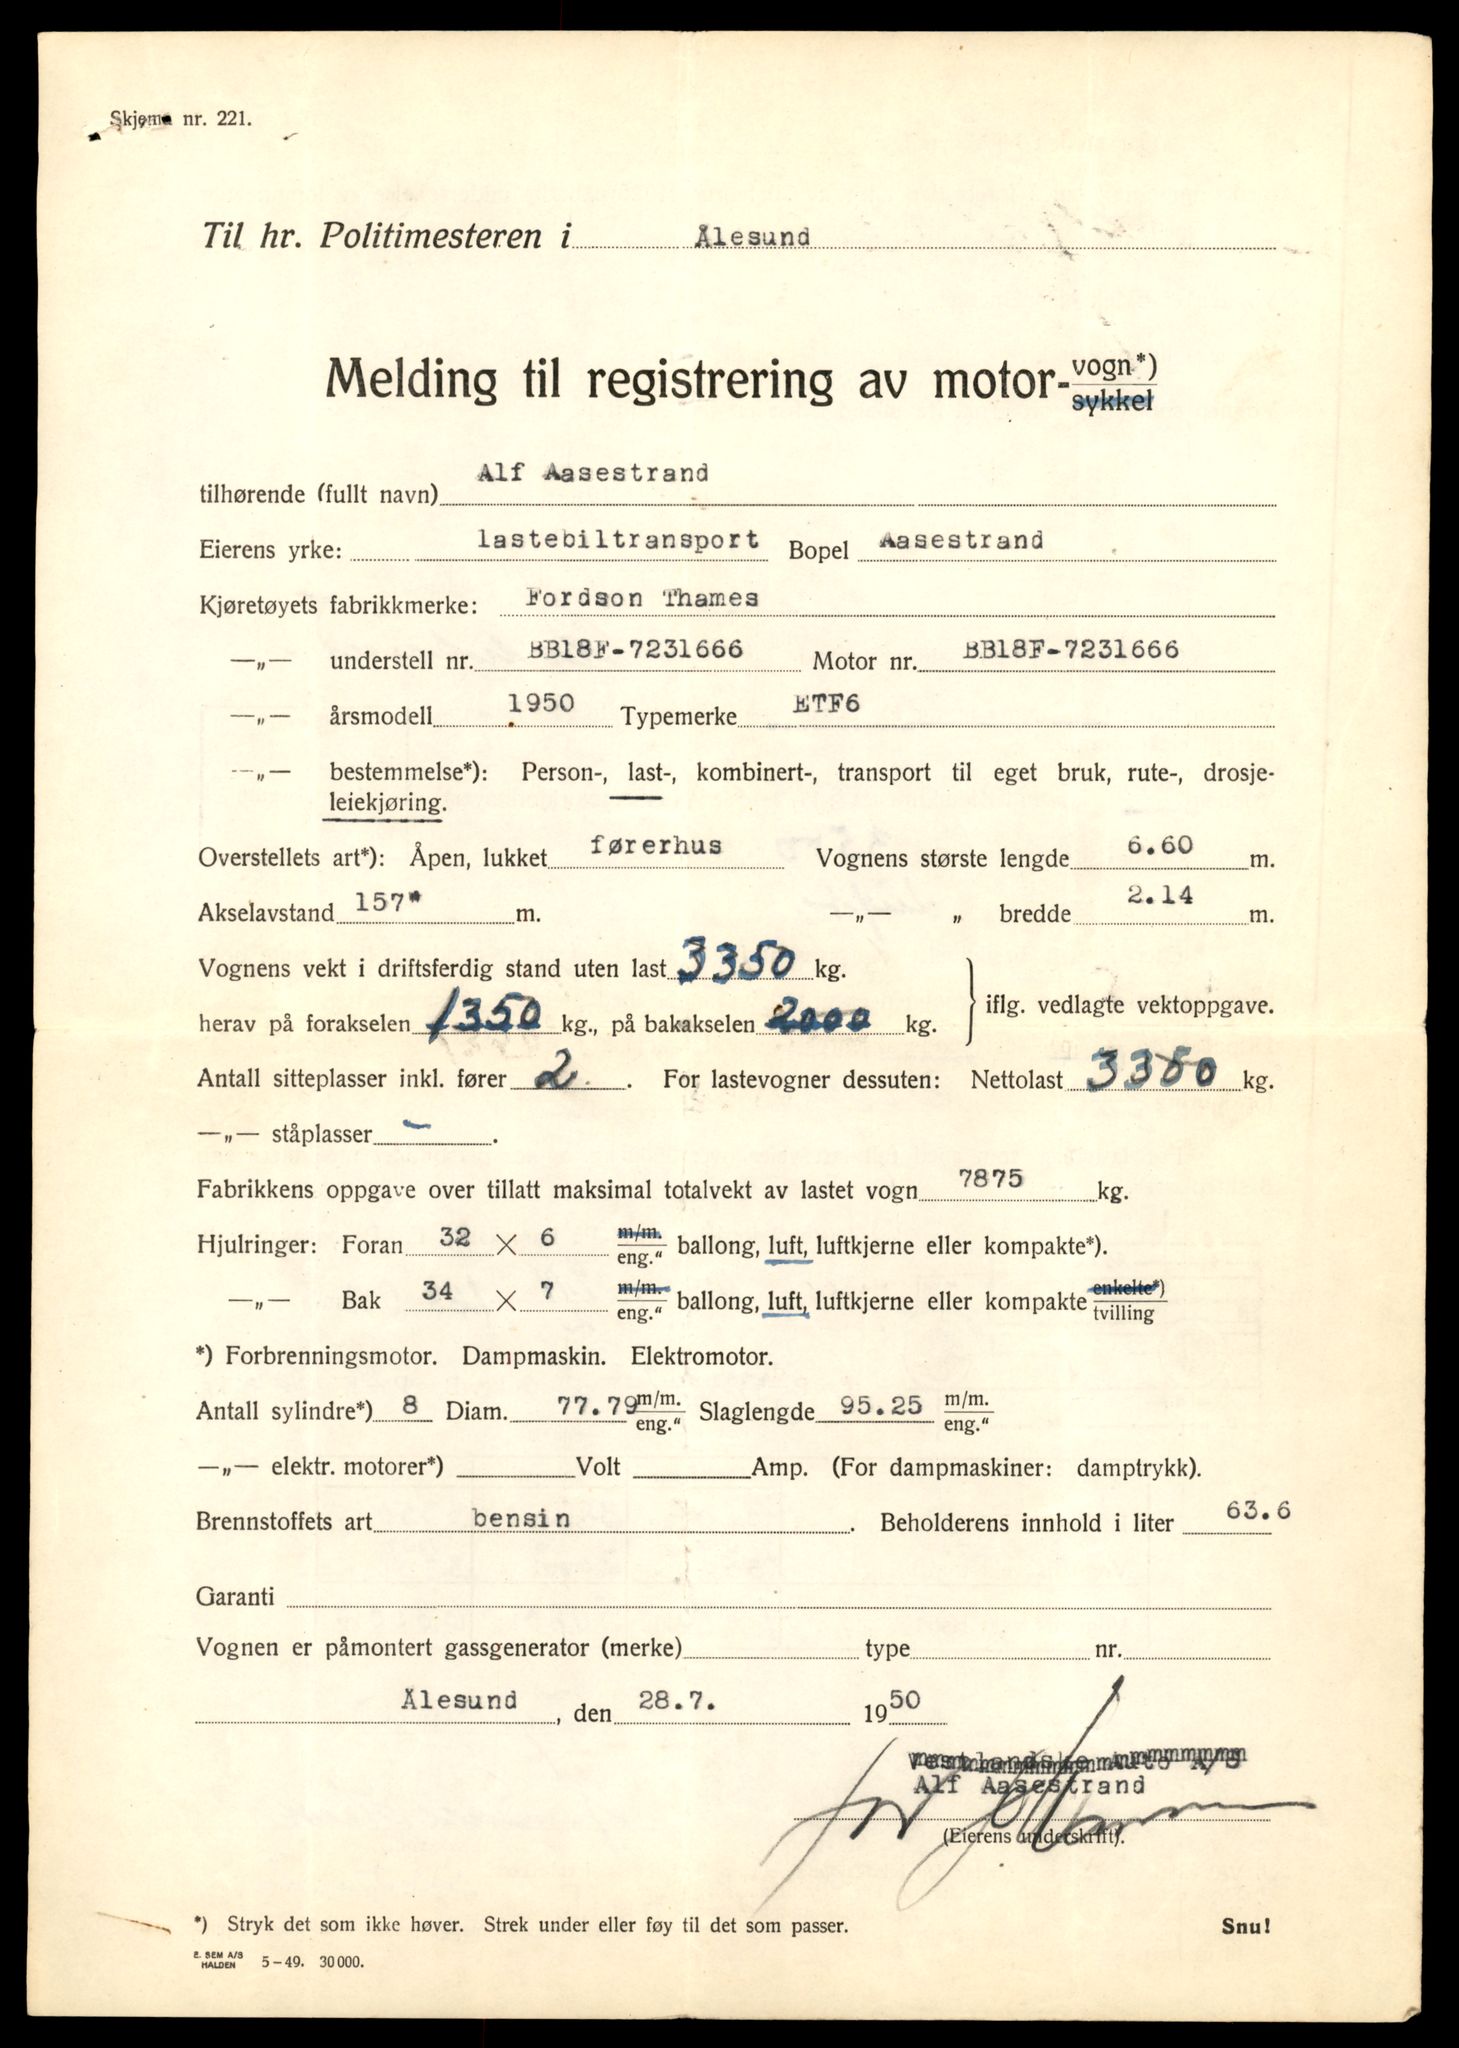 Skjema nr. 221.
Til hr. Politimesteren i Ålesund
Melding til registrering av motor-vogn*)
sykkel
tilhørende (fullt navn) Alf Aasestrand
Eierens yrke: lastebiltransport Bopel Aasestrand
Kjøretøyets fabrikkmerke: Fordson Thames
—„— understell nr. BB18F-7231666 Motor nr. BB18F-7231666
—„— årsmodell 1950 Typemerke ETF6
—„— bestemmelse*): Person-, last-, kombinert-, transport til eget bruk, rute-, drosje-
leiekjøring.
Overstellets art*): Åpen, lukket førerhus Vognens største lengde 6.60 m.
Akselavstand 157" m. —„— „ bredde 2.14 m.
Vognens vekt i driftsferdig stand uten last 3350 kg.
herav på forakselen 1350 kg., på bakakselen 2000 kg. } iflg. vedlagte vektoppgave.
Antall sitteplasser inkl. fører 2. For lastevogner dessuten: Nettolast 3350 kg.
—„— ståplasser - .
Fabrikkens oppgave over tillatt maksimal totalvekt av lastet vogn 7875 kg.
Hjulringer: Foran 32 × 6 m/m. eng.“ ballong, luft, luftkjerne eller kompakte*).
—„— Bak 34 × 7 m/m. eng.“ ballong, luft, luftkjerne eller kompakte enkelte*) tvilling
*) Forbrenningsmotor. Dampmaskin. Elektromotor.
Antall sylindre*) 8 Diam. 77.79 m/m. eng.“ Slaglengde 95.25 m/m. eng.“
—„— elektr. motorer*) Volt Amp. (For dampmaskiner: damptrykk).
Brennstoffets art bensin . Beholderens innhold i liter 63.6
Garanti
Vognen er påmontert gassgenerator (merke) type nr.
Ålesund , den 28.7. 1950
Vestlandske Auto A/S
Alf Aasestrand
for
(Eierens underskrift).
*) Stryk det som ikke høver. Strek under eller føy til det som passer. Snu!
E. SEM A/S
HALDEN 5-49. 30000.